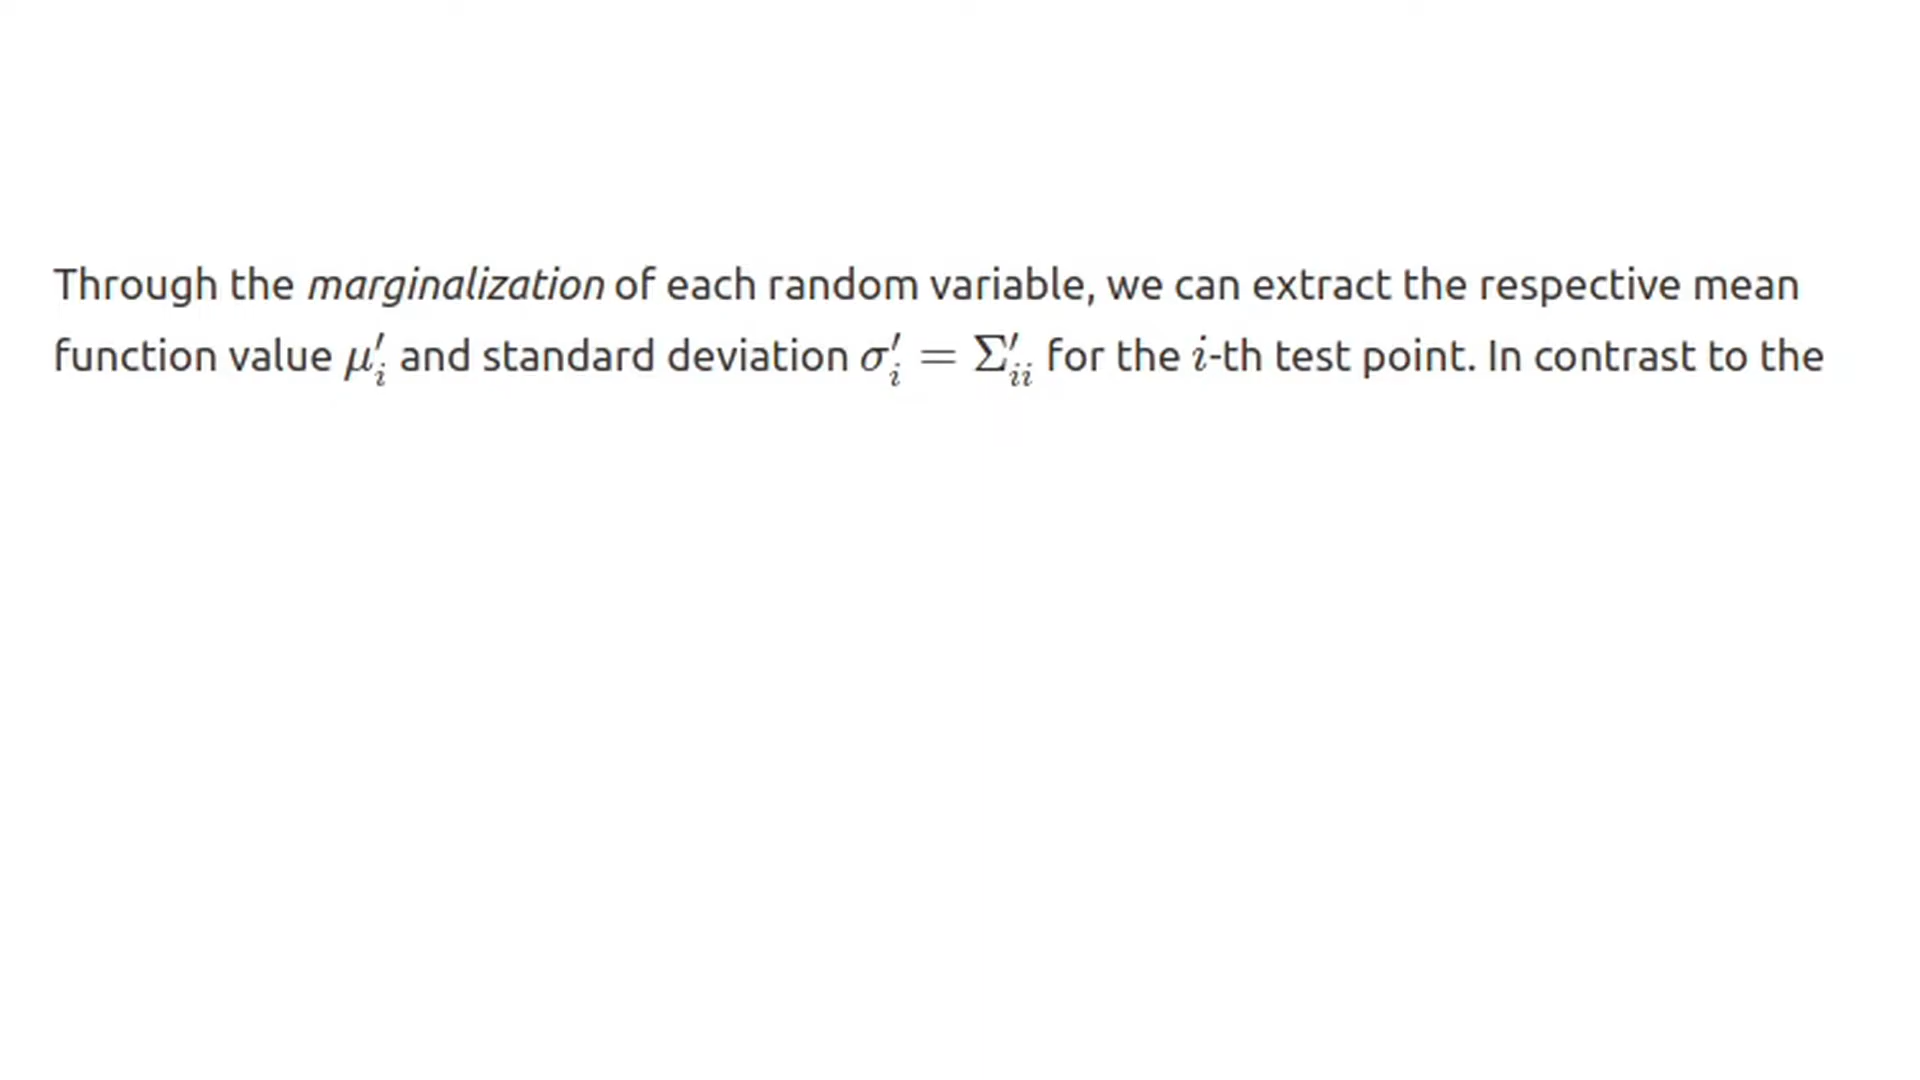 Through the marginalization of each random variable, we can extract the respective mean
function value μ′ᵢ and standard deviation σ′ᵢ = Σ′ᵢᵢ for the i-th test point. In contrast to the